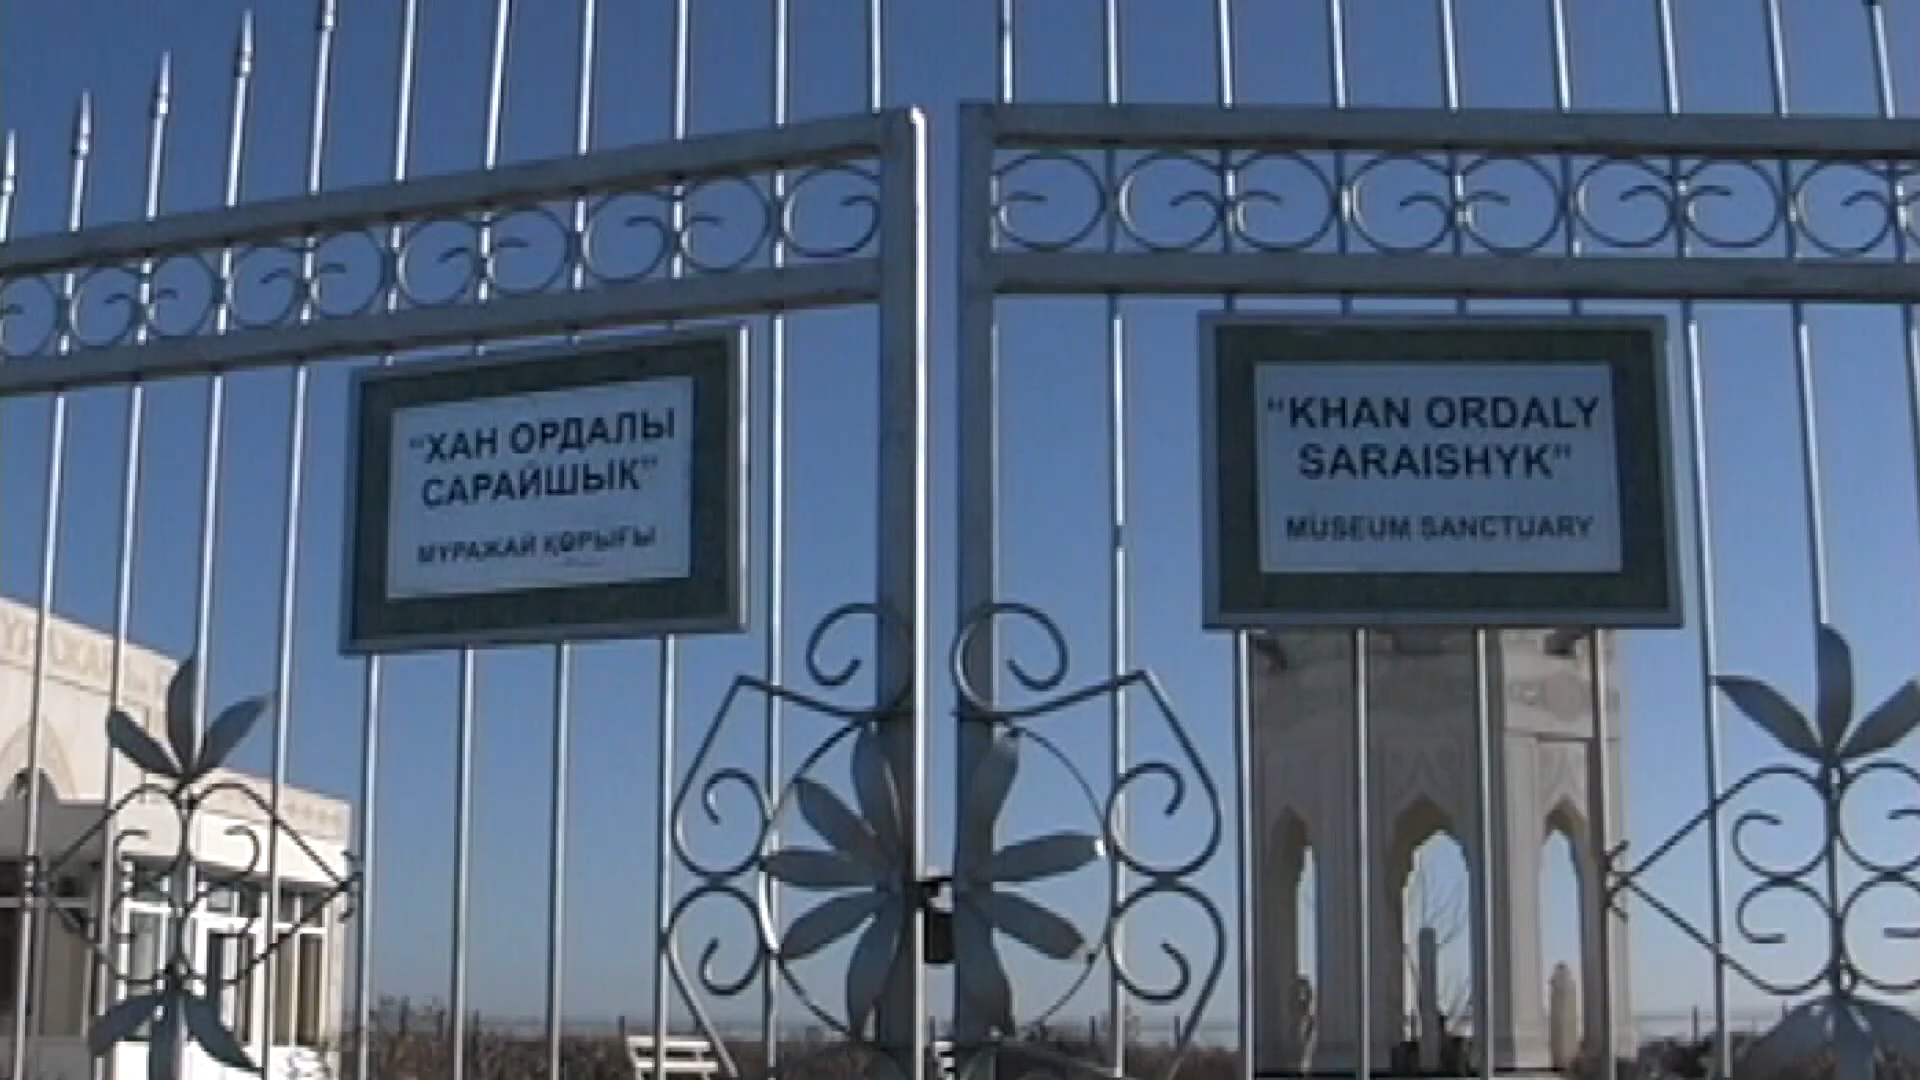 “ХАН ОРДАЛЫ
САРАЙШЫҚ”
МҰРАЖАЙ ҚОРЫҒЫ
“KHAN ORDALY
SARAISHYK”
MUSEUM SANCTUARY